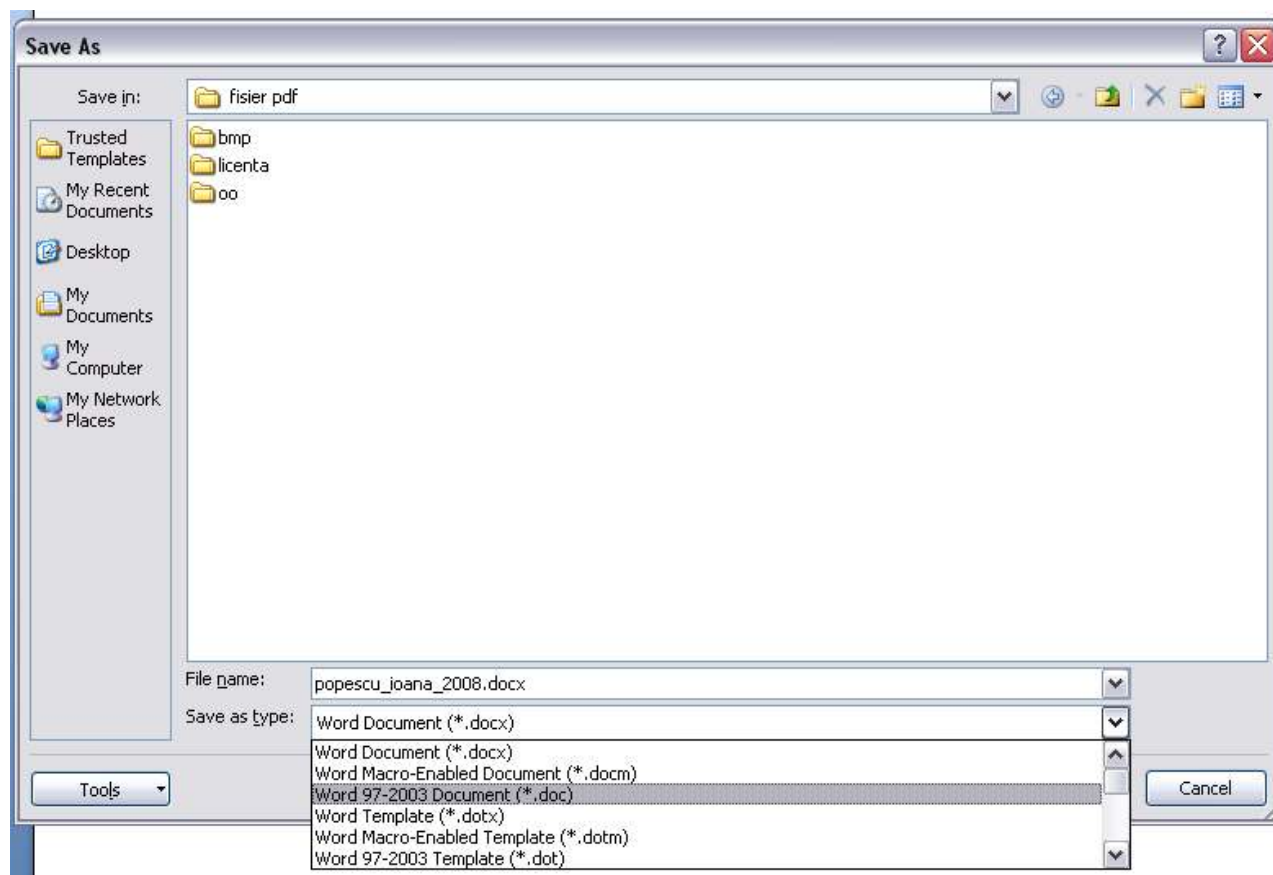 Save As
Save in:
fisier pdf
Trusted
Templates
My Recent
Documents
Desktop
My
Documents
My
Computer
My Network
Places
bmp
licenta
oo
File name:
popescu_ioana_2008.docx
Save as type:
Word Document (*.docx)
Word Document (*.docx)
Word Macro-Enabled Document (*.docm)
Word 97-2003 Document (*.doc)
Word Template (*.dotx)
Word Macro-Enabled Template (*.dotm)
Word 97-2003 Template (*.dot)
Tools
Cancel